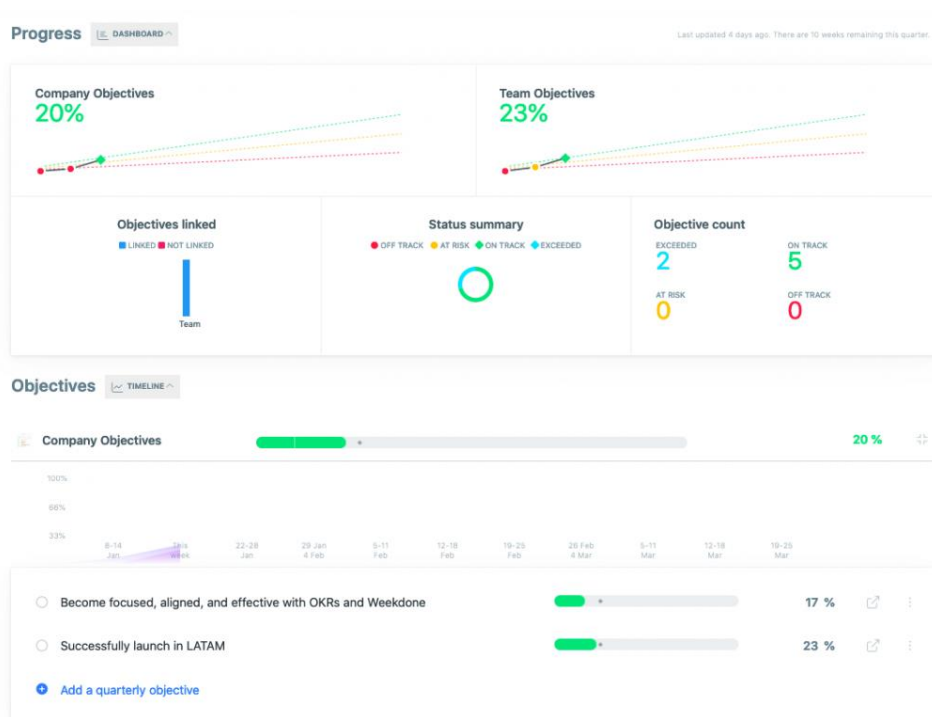 Progress DASHBOARD
Last updated 4 days ago. There are 10 weeks remaining this quarter.
Company Objectives
20%
Team Objectives
23%
Objectives linked
LINKED NOT LINKED
Team
Status summary
OFF TRACK AT RISK ON TRACK EXCEEDED
Objective count
EXCEEDED
2
ON TRACK
5
AT RISK
0
OFF TRACK
0
Objectives TIMELINE
Company Objectives 20 %
100%
66%
33%
8-14
Jan
This
week
22-28
Jan
29 Jan
4 Feb
5-11
Feb
12-18
Feb
19-25
Feb
26 Feb
4 Mar
5-11
Mar
12-18
Mar
19-25
Mar
Become focused, aligned, and effective with OKRs and Weekdone 17 %
Successfully launch in LATAM 23 %
Add a quarterly objective